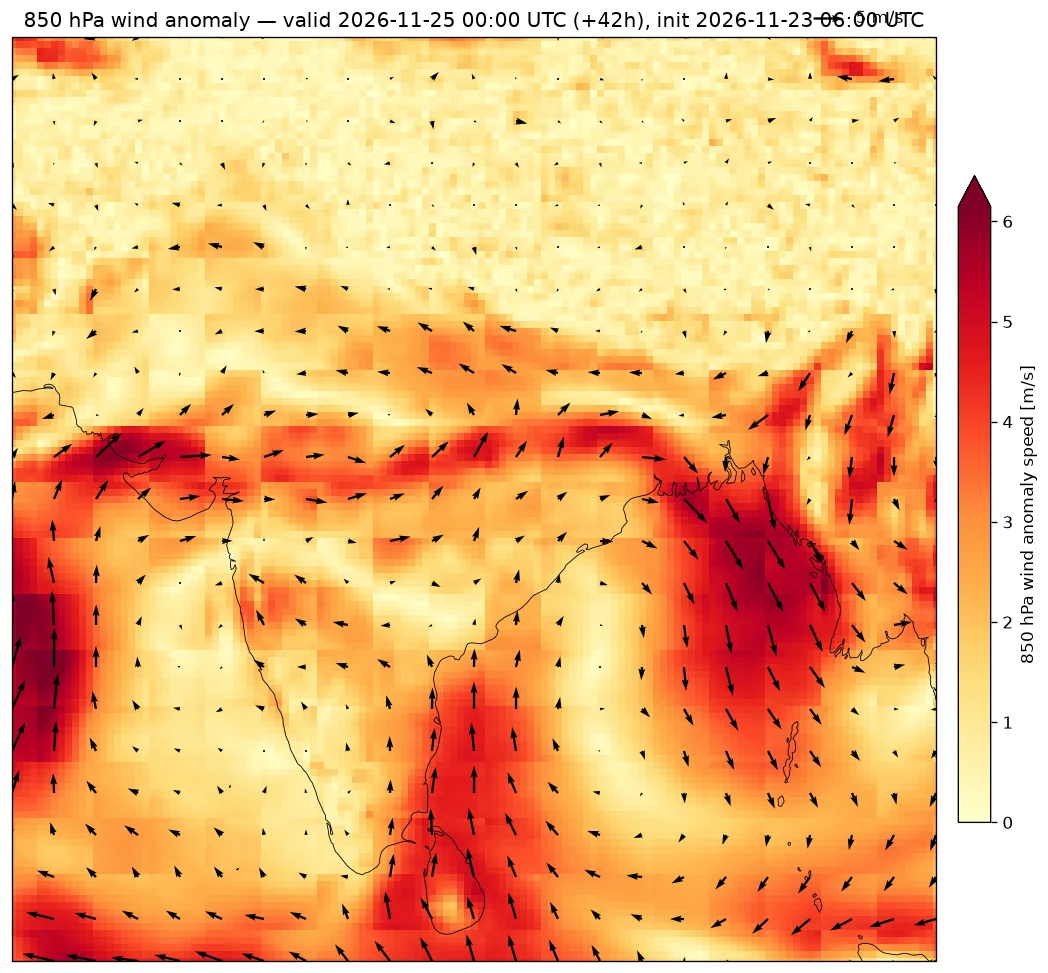 850 hPa wind anomaly — valid 2026-11-25 00:00 UTC (+42h), init 2026-11-23 06:00 UTC
5 m/s
6
5
4
3
2
1
0
850 hPa wind anomaly speed [m/s]